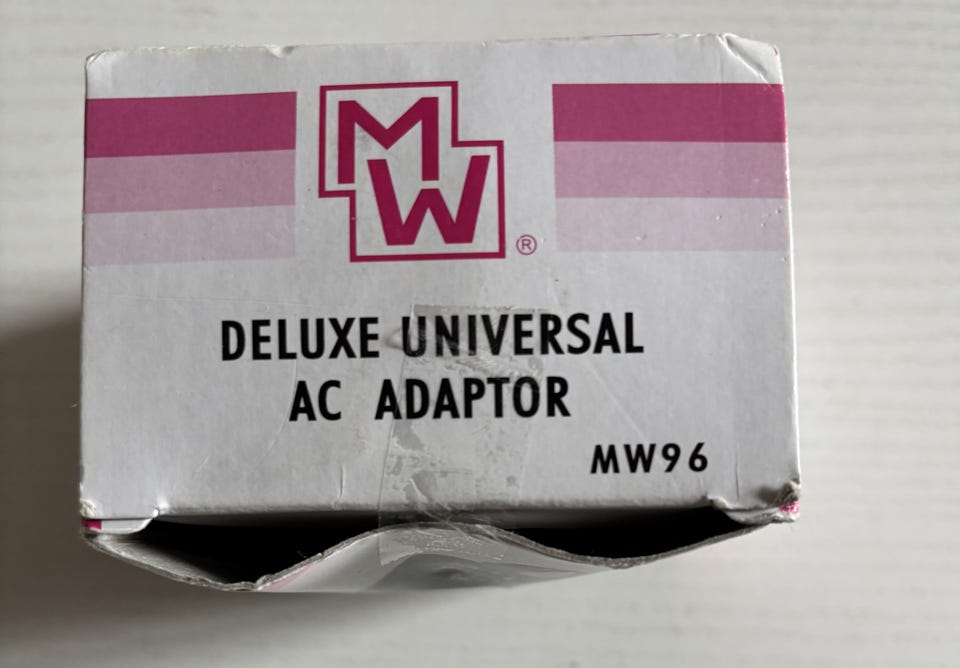 MW®
DELUXE UNIVERSAL
AC ADAPTOR
MW96